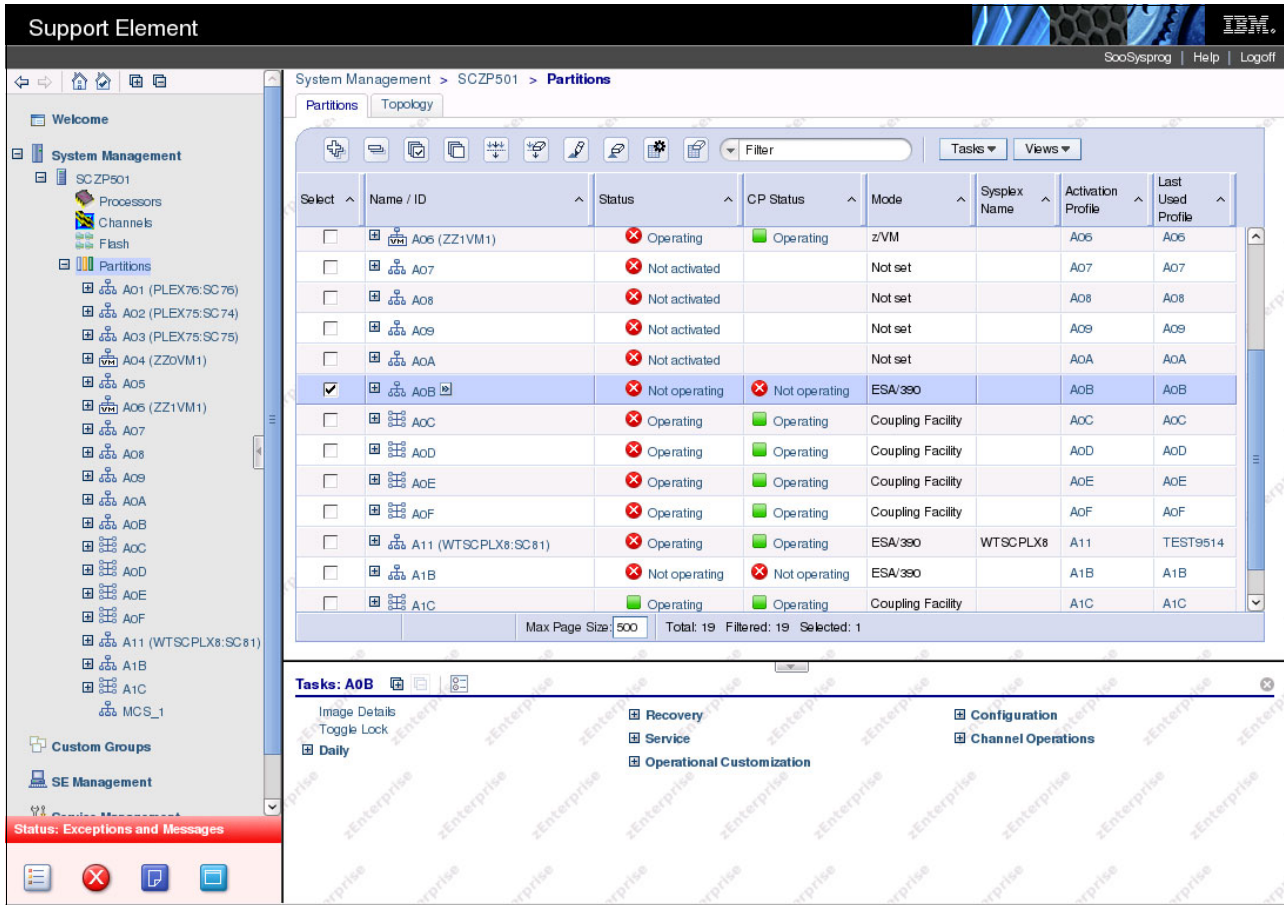 Support Element
IBM.
SooSysprog | Help | Logoff
System Management > SCZP501 > Partitions
Partitions Topology
Welcome
System Management
SCZP501
Processors
Channels
Flash
Partitions
A01 (PLEX76:SC76)
A02 (PLEX75:SC74)
A03 (PLEX75:SC75)
A04 (ZZ0VM1)
A05
A06 (ZZ1VM1)
A07
A08
A09
A0A
A0B
A0C
A0D
A0E
A0F
A11 (WTSCPLX8:SC81)
A1B
A1C
MCS_1
Custom Groups
SE Management
Service Management
Status: Exceptions and Messages
Filter Tasks Views
Select Name / ID Status CP Status Mode Sysplex Name Activation Profile Last Used Profile
VM A06 (ZZ1VM1) Operating Operating z/VM A06 A06
A07 Not activated Not set A07 A07
A08 Not activated Not set A08 A08
A09 Not activated Not set A09 A09
A0A Not activated Not set A0A A0A
A0B Not operating Not operating ESA/390 A0B A0B
A0C Operating Operating Coupling Facility A0C A0C
A0D Operating Operating Coupling Facility A0D A0D
A0E Operating Operating Coupling Facility A0E A0E
A0F Operating Operating Coupling Facility A0F A0F
A11 (WTSCPLX8:SC81) Operating Operating ESA/390 WTSCPLX8 A11 TEST9514
A1B Not operating Not operating ESA/390 A1B A1B
A1C Operating Operating Coupling Facility A1C A1C
Max Page Size: 500 Total: 19 Filtered: 19 Selected: 1
Tasks: A0B
Image Details
Toggle Lock
Daily
Recovery
Service
Operational Customization
Configuration
Channel Operations
zEnterprise